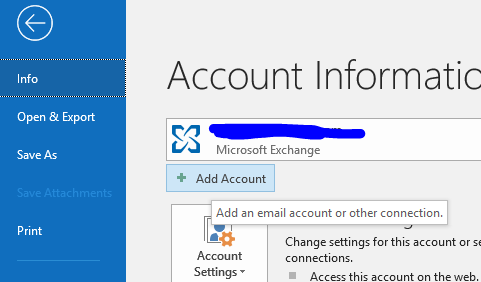 Info
Open & Export
Save As
Save Attachments
Print
Account Informatio
Microsoft Exchange
+ Add Account
Add an email account or other connection.
Account
Settings
Change settings for this account or se
connections.
Access this account on the web.